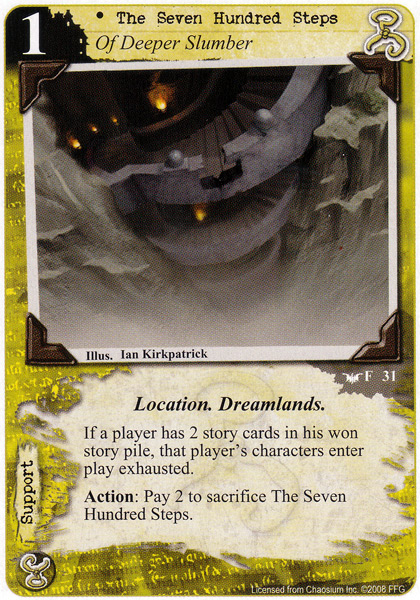 1
• The Seven Hundred Steps
Of Deeper Slumber
Illus. Ian Kirkpatrick
F 31
Location. Dreamlands.
If a player has 2 story cards in his won
story pile, that player's characters enter
play exhausted.
Action: Pay 2 to sacrifice The Seven
Hundred Steps.
Support
Licensed from Chaosium Inc. ©2008 FFG